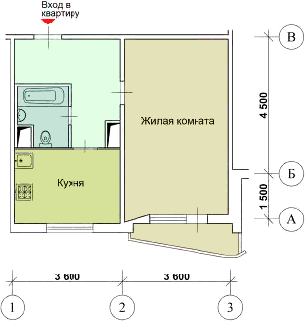 Вход в
квартиру
В
4 500
Жилая комната
Кухня
Б
1 500
А
3 600
3 600
1
2
3